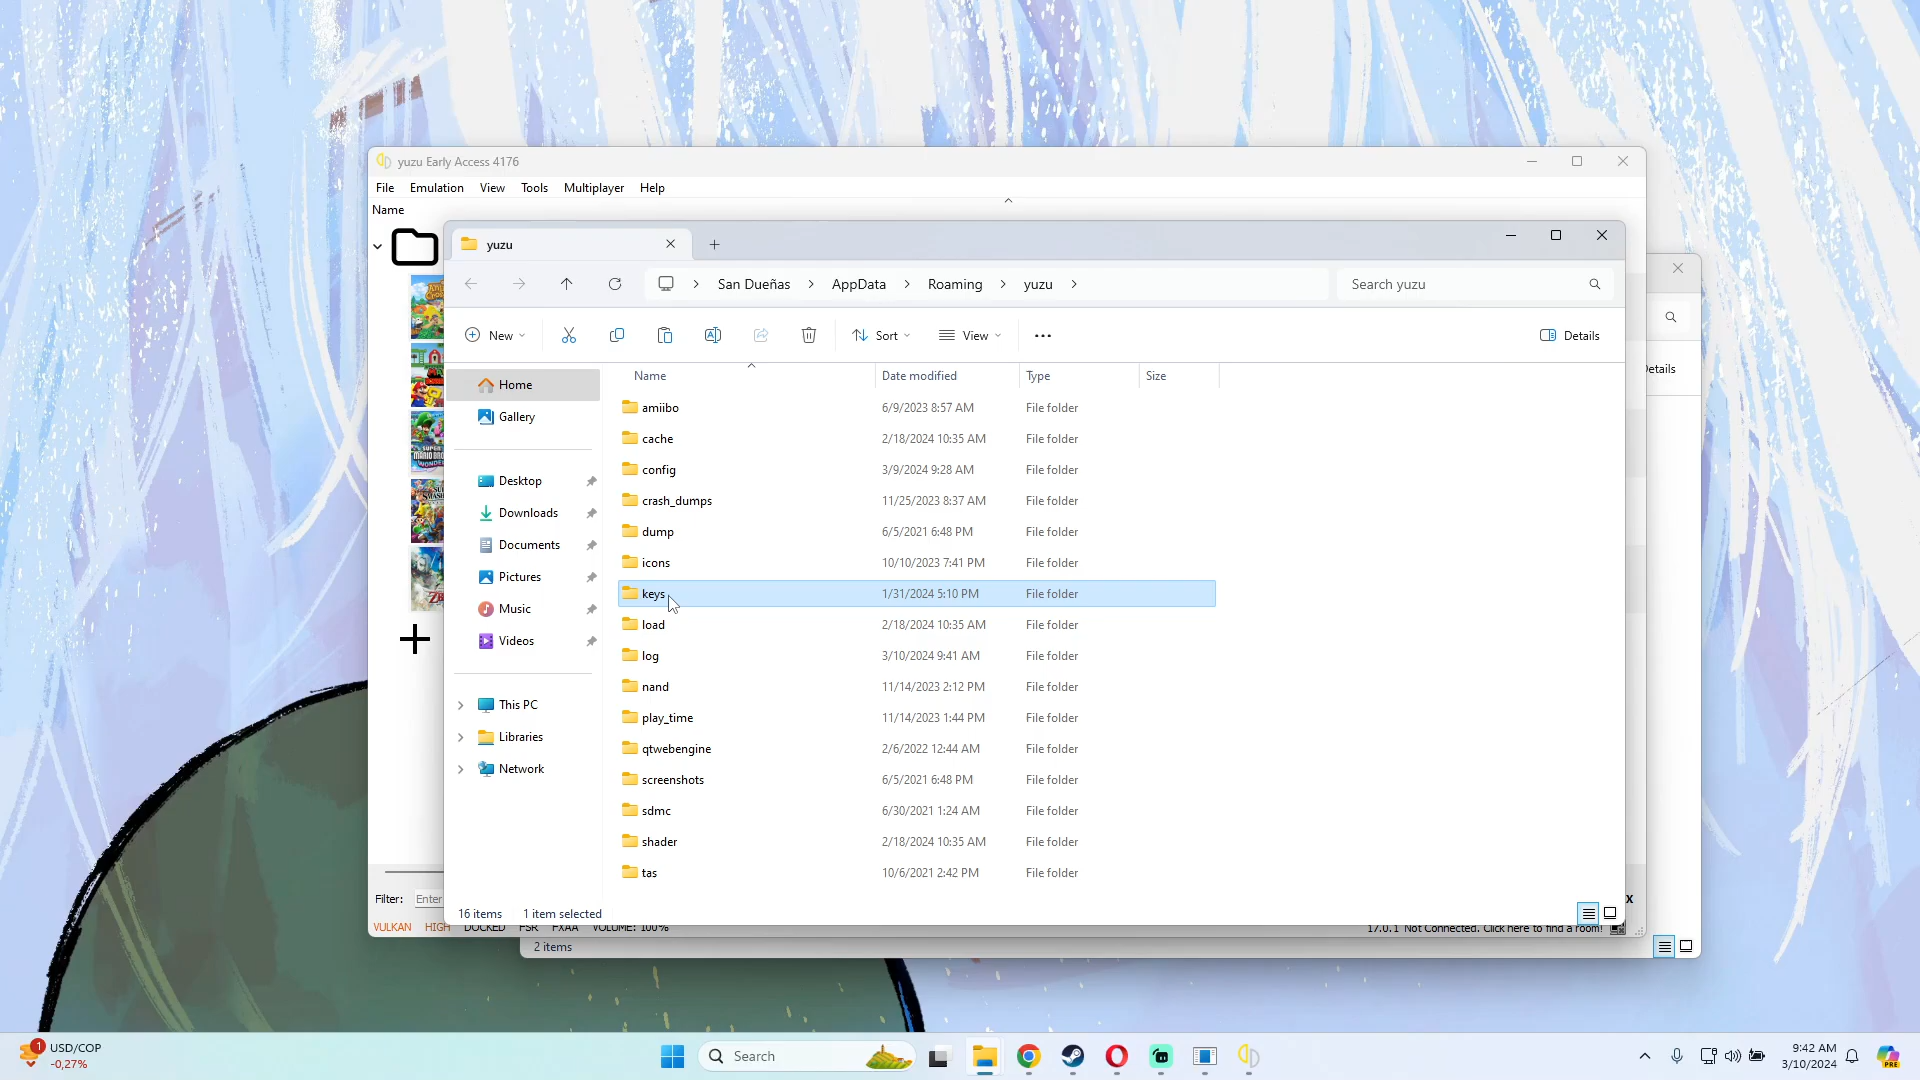 yuzu Early Access 4176
File Emulation View Tools Multiplayer Help
Name
yuzu
San Dueñas AppData Roaming yuzu
Search yuzu
New Sort View Details
etails
Name Date modified Type Size
Home
Gallery
Desktop
Downloads
Documents
Pictures
Music
Videos
This PC
Libraries
Network
amiibo 6/9/2023 8:57 AM File folder
cache 2/18/2024 10:35 AM File folder
config 3/9/2024 9:28 AM File folder
crash_dumps 11/25/2023 8:37 AM File folder
dump 6/5/2021 6:48 PM File folder
icons 10/10/2023 7:41 PM File folder
keys 1/31/2024 5:10 PM File folder
load 2/18/2024 10:35 AM File folder
log 3/10/2024 9:41 AM File folder
nand 11/14/2023 2:12 PM File folder
play_time 11/14/2023 1:44 PM File folder
qtwebengine 2/6/2022 12:44 AM File folder
screenshots 6/5/2021 6:48 PM File folder
sdmc 6/30/2021 1:24 AM File folder
shader 2/18/2024 10:35 AM File folder
tas 10/6/2021 2:42 PM File folder
Filter: Enter
X
16 items 1 item selected
VULKAN HIGH DOCKED FSR FXAA VOLUME: 100%
17.0.1 Not Connected. Click here to find a room!
2 items
1
USD/COP
-0,27%
Search
9:42 AM
3/10/2024
PRE